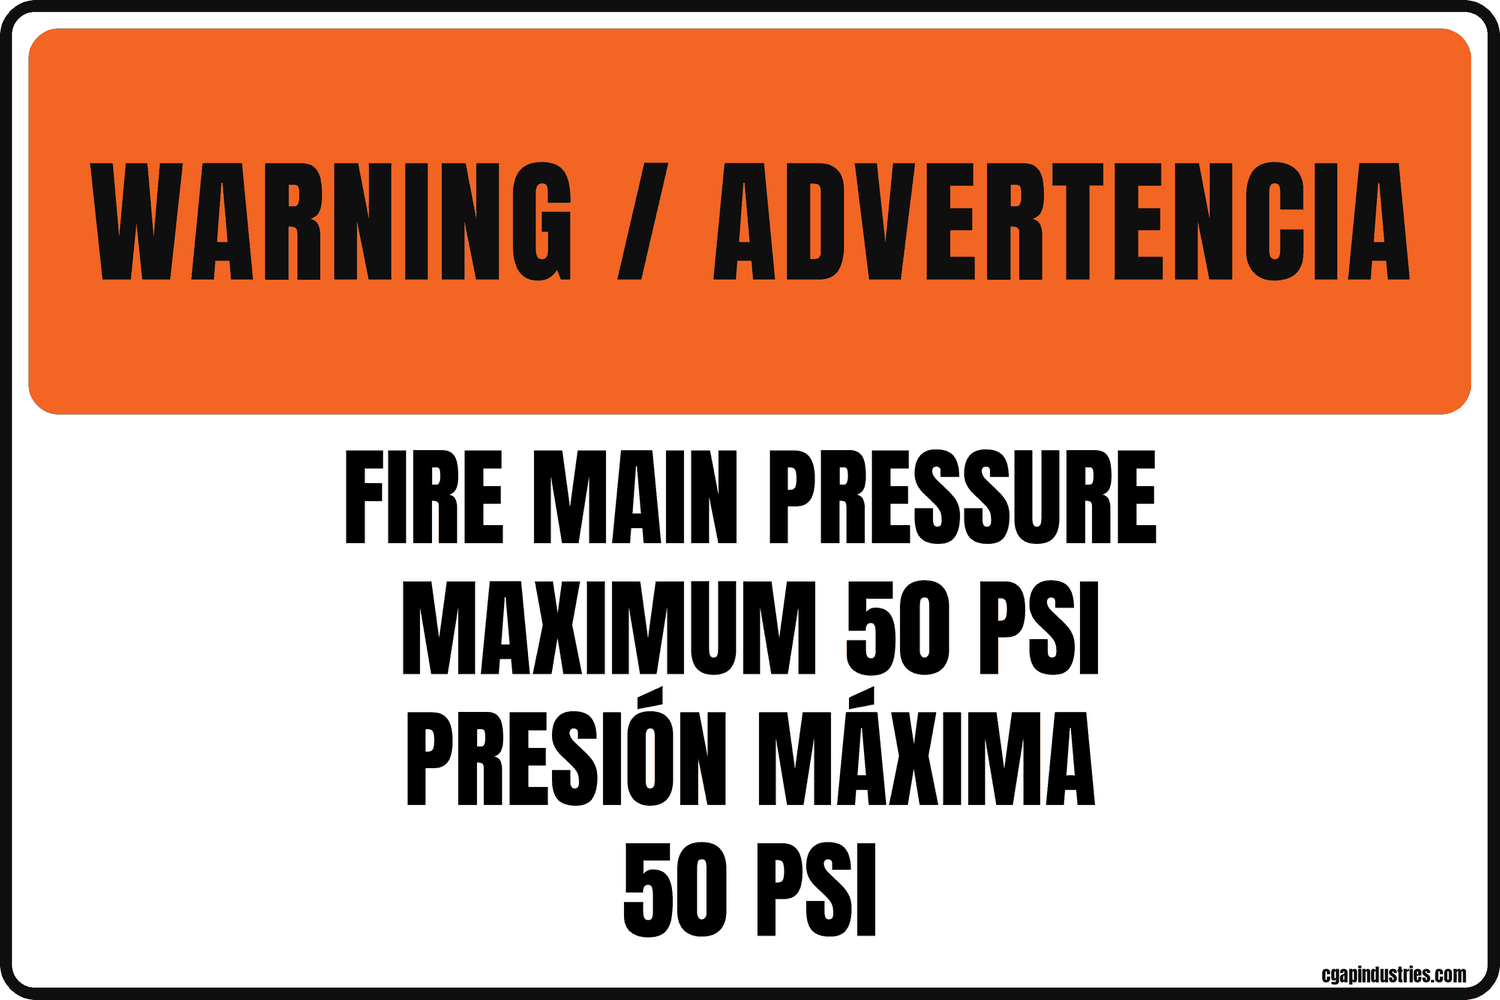 WARNING / ADVERTENCIA
FIRE MAIN PRESSURE
MAXIMUM 50 PSI
PRESIÓN MÁXIMA
50 PSI
cgapindustries.com